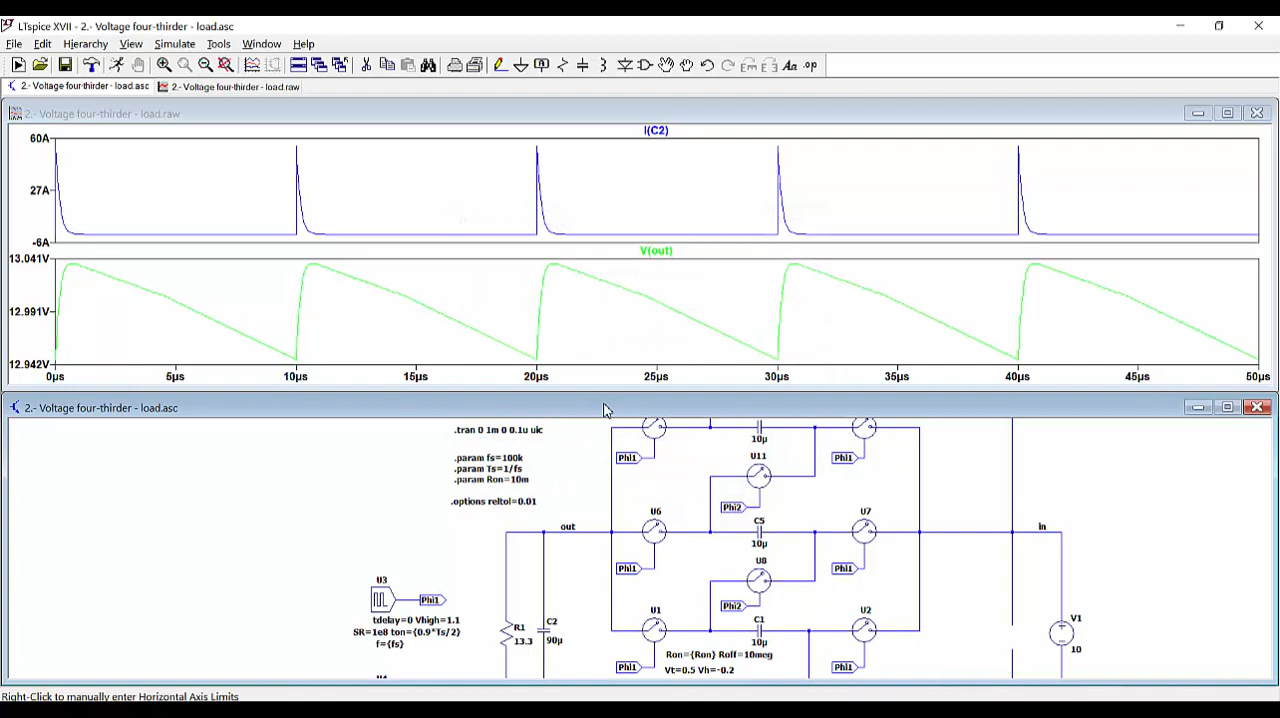 LTspice XVII - 2.- Voltage four-thirder - load.asc
File Edit Hierarchy View Simulate Tools Window Help
2.- Voltage four-thirder - load.asc 2.- Voltage four-thirder - load.raw
2.- Voltage four-thirder - load.raw
I(C2)
60A
27A
-6A
V(out)
13.041V
12.991V
12.942V
0µs 5µs 10µs 15µs 20µs 25µs 30µs 35µs 40µs 45µs 50µs
2.- Voltage four-thirder - load.asc
.tran 0 1m 0 0.1u uic
10µ
.param fs=100k
Phi1 U11 Phi1
.param Ts=1/fs
.param Ron=10m
.options reltol=0.01
Phi2
U6 C5 U7
out in
10µ
Phi1 U8 Phi1
U3
Phi1 Phi2
tdelay=0 Vhigh=1.1
U1 C1 U2
SR=1e8 ton={0.9*Ts/2}
f={fs}
R1 C2 V1
13.3 90µ 10µ 10
Ron={Ron} Roff=10meg
Phi1 Vt=0.5 Vh=-0.2 Phi1
Right-Click to manually enter Horizontal Axis Limits